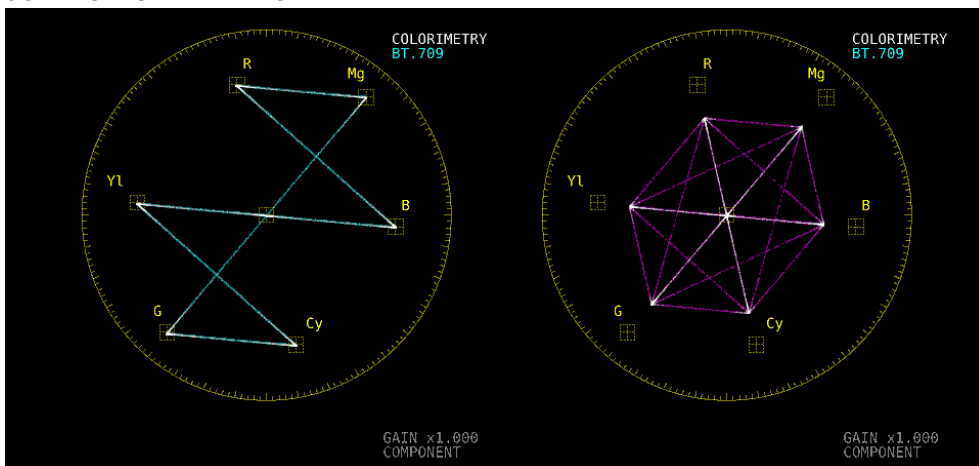 COLORIMETRY
BT.709
R
Mg
Yl
B
G
Cy
GAIN x1.000
COMPONENT
COLORIMETRY
BT.709
R
Mg
Yl
B
G
Cy
GAIN x1.000
COMPONENT